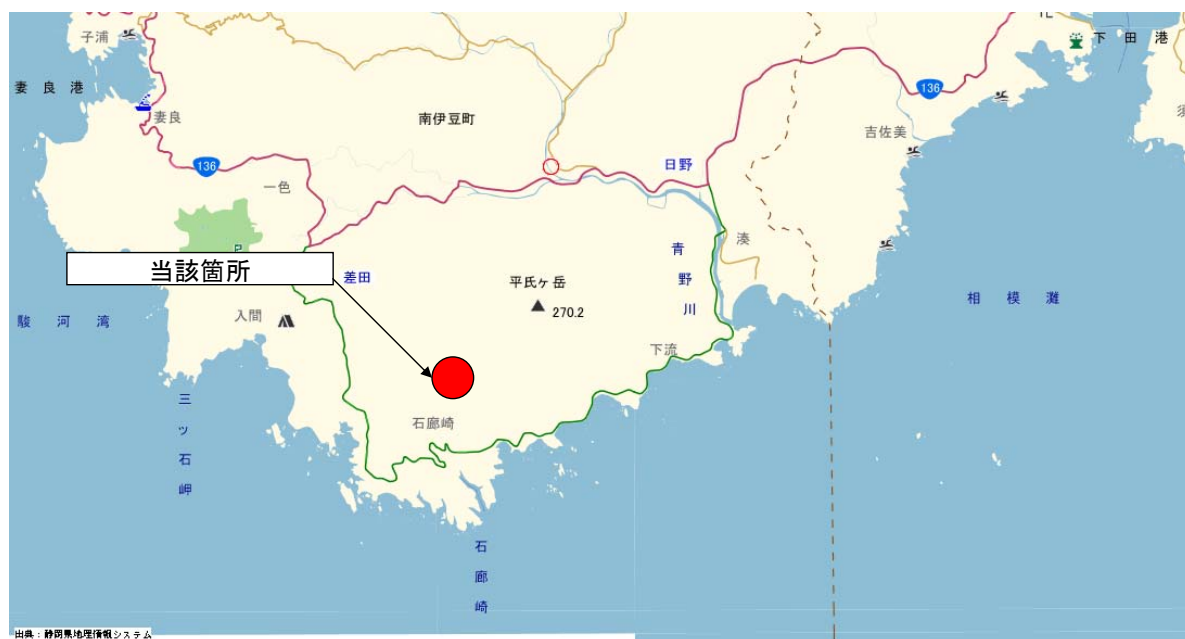 子浦
下田港
妻良港
136
妻良
南伊豆町
吉佐美
日野
136
一色
湊
当該箇所
差田
平氏ヶ岳
270.2
青野川
相模灘
駿河湾
入間
下流
三ッ石岬
石廊崎
石廊崎
出典:静岡県地理情報システム